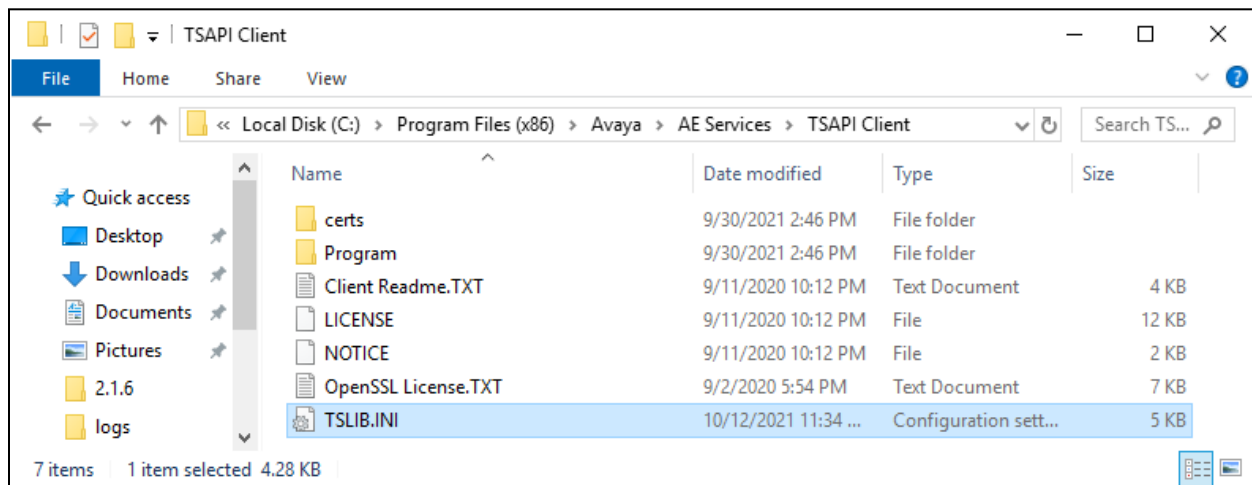 TSAPI Client
File Home Share View
« Local Disk (C:) > Program Files (x86) > Avaya > AE Services > TSAPI Client Search TS...
Name Date modified Type Size
Quick access
Desktop
Downloads
Documents
Pictures
2.1.6
logs
certs 9/30/2021 2:46 PM File folder
Program 9/30/2021 2:46 PM File folder
Client Readme.TXT 9/11/2020 10:12 PM Text Document 4 KB
LICENSE 9/11/2020 10:12 PM File 12 KB
NOTICE 9/11/2020 10:12 PM File 2 KB
OpenSSL License.TXT 9/2/2020 5:54 PM Text Document 7 KB
TSLIB.INI 10/12/2021 11:34 ... Configuration sett... 5 KB
7 items 1 item selected 4.28 KB